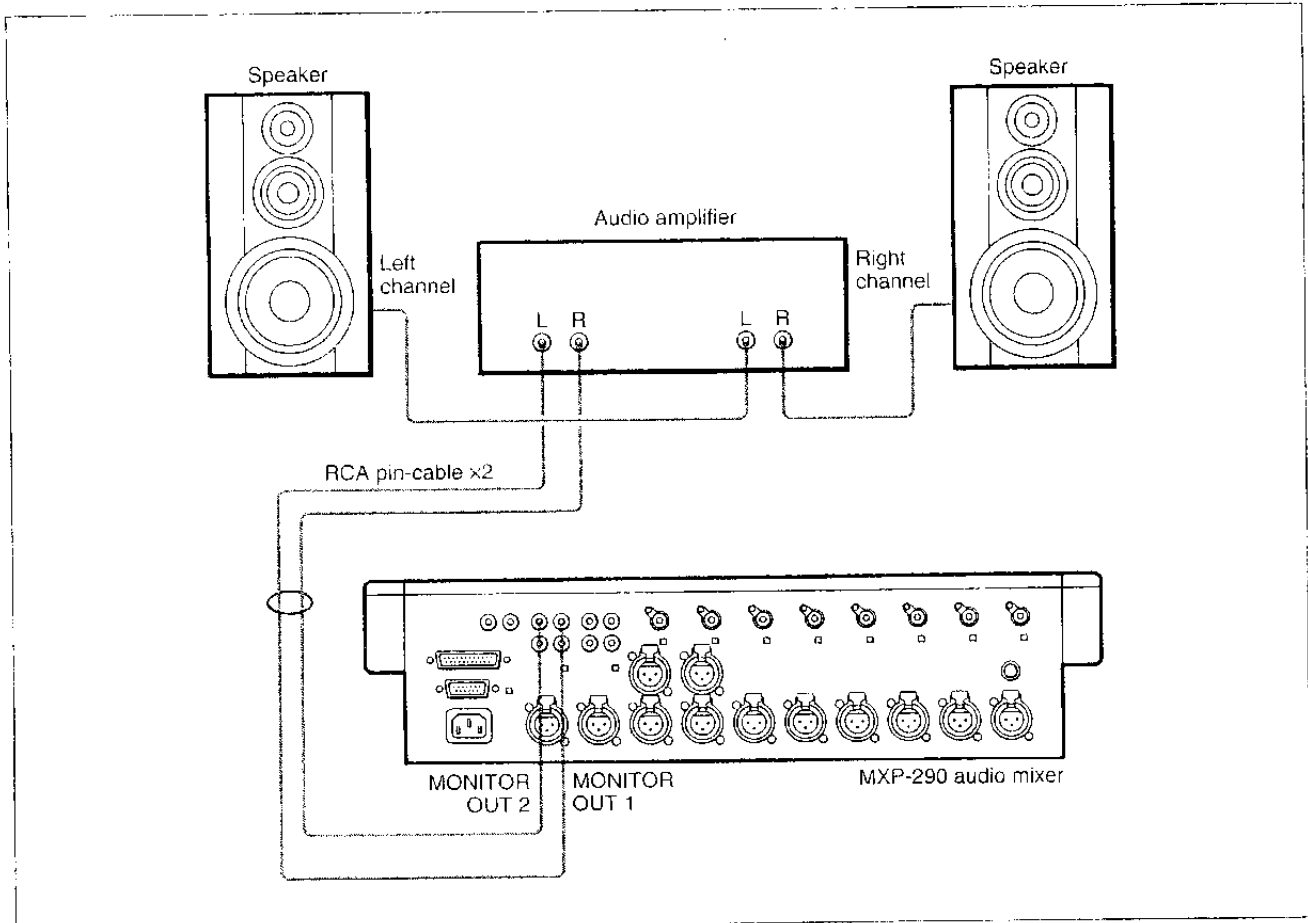 Speaker
Speaker
Audio amplifier
Left
channel
Right
channel
L R
L R
RCA pin-cable ×2
MONITOR
OUT 2
MONITOR
OUT 1
MXP-290 audio mixer